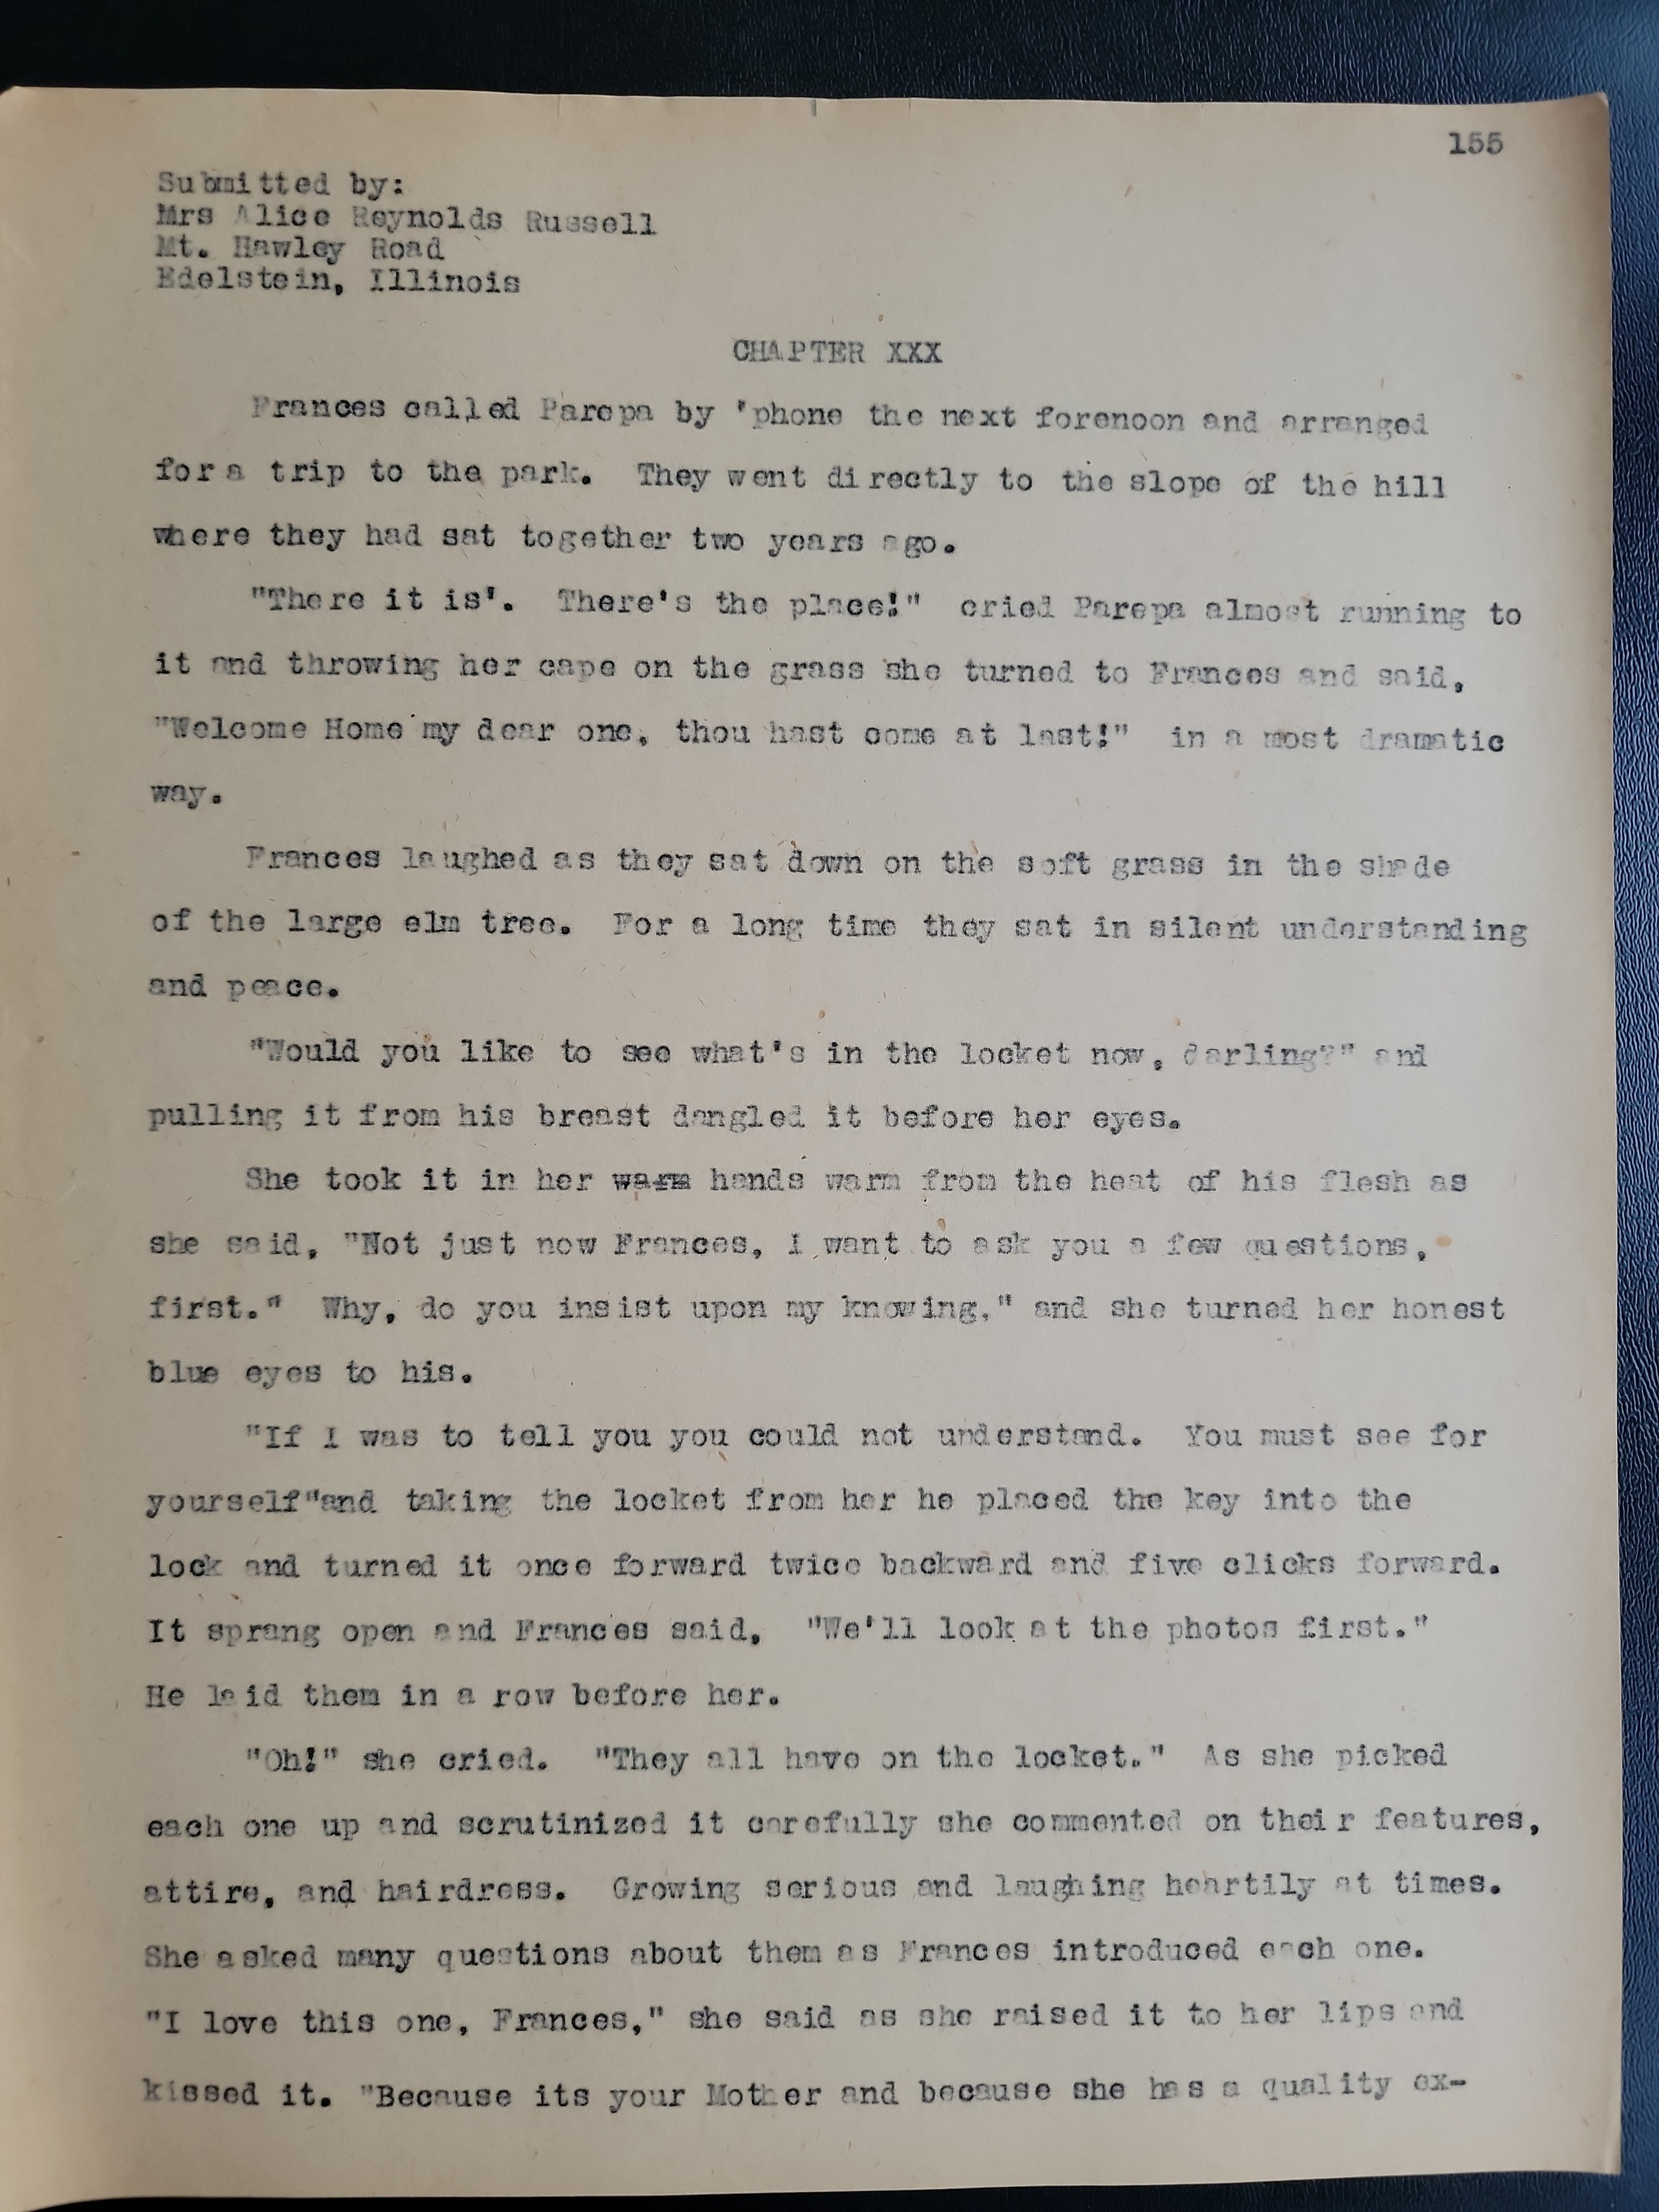 155
Submitted by:
Mrs Alice Reynolds Russell
Mt. Hawley Road
Edelstein, Illinois
CHAPTER XXX
Frances called Parepa by 'phone the next forenoon and arranged
for a trip to the park. They went directly to the slope of the hill
where they had sat together two years ago.
"There it is'. There's the place!" cried Parepa almost running to
it and throwing her cape on the grass she turned to Frances and said,
"Welcome Home my dear one, thou hast come at last!" in a most dramatic
way.
Frances laughed as they sat down on the soft grass in the shade
of the large elm tree. For a long time they sat in silent understanding
and peace.
"Would you like to see what's in the locket now, darling?" and
pulling it from his breast dangled it before her eyes.
She took it in her warm hands warm from the heat of his flesh as
she said, "Not just now Frances, I want to ask you a few questions,
first." Why, do you insist upon my knowing," and she turned her honest
blue eyes to his.
"If I was to tell you you could not understand. You must see for
yourself"and taking the locket from her he placed the key into the
lock and turned it once forward twice backward and five clicks forward.
It sprang open and Frances said, "We'll look at the photos first."
He laid them in a row before her.
"Oh!" she cried. "They all have on the locket." As she picked
each one up and scrutinized it carefully she commented on their features,
attire, and hairdress. Growing serious and laughing heartily at times.
She asked many questions about them as Frances introduced each one.
"I love this one, Frances," she said as she raised it to her lips and
kissed it. "Because its your Mother and because she has a quality ex-